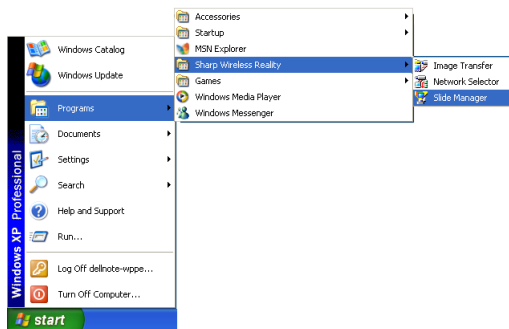 Accessories
Startup
MSN Explorer
Sharp Wireless Reality
Games
Windows Media Player
Windows Messenger
Image Transfer
Network Selector
Slide Manager
Windows Catalog
Windows Update
Programs
Documents
Settings
Search
Help and Support
Run...
Log Off dellnote-wppe...
Turn Off Computer...
Windows XP Professional
start